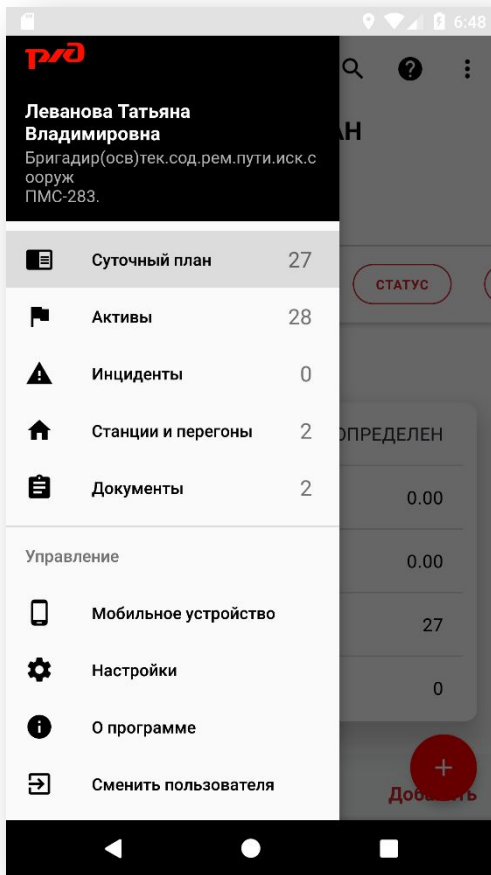 6:48
ржд
Леванова Татьяна
Владимировна
Бригадир(осв)тек.сод.рем.пути.иск.с
ооруж
ПМС-283.
АН
Суточный план 27
СТАТУС
Активы 28
Инциденты 0
Станции и перегоны 2
ОПРЕДЕЛЕН
Документы 2
0.00
Управление
0.00
Мобильное устройство
27
Настройки
0
О программе
Сменить пользователя
Добавить